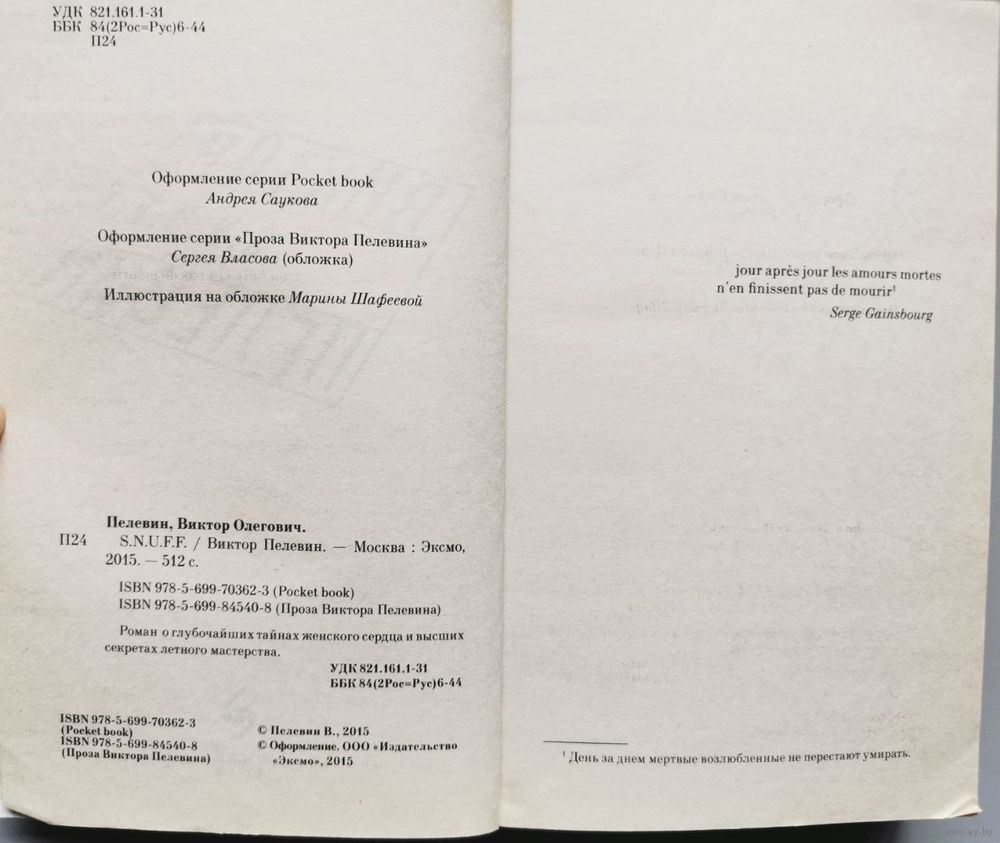 УДК 821.161.1-31
ББК 84(2Рос=Рус)6-44
П24
Оформление серии Pocket book
Андрея Саукова
Оформление серии «Проза Виктора Пелевина»
Сергея Власова (обложка)
Иллюстрация на обложке Марины Шафеевой
Пелевин, Виктор Олегович.
П24 S.N.U.F.F. / Виктор Пелевин. — Москва : Эксмо,
2015. — 512 с.
ISBN 978-5-699-70362-3 (Pocket book)
ISBN 978-5-699-84540-8 (Проза Виктора Пелевина)
Роман о глубочайших тайнах женского сердца и высших
секретах летного мастерства.
УДК 821.161.1-31
ББК 84(2Рос=Рус)6-44
ISBN 978-5-699-70362-3
(Pocket book)
ISBN 978-5-699-84540-8
(Проза Виктора Пелевина)
© Пелевин В., 2015
© Оформление. ООО «Издательство
«Эксмо», 2015
jour après jour les amours mortes
n'en finissent pas de mourir¹
Serge Gainsbourg
¹ День за днем мертвые возлюбленные не перестают умирать.